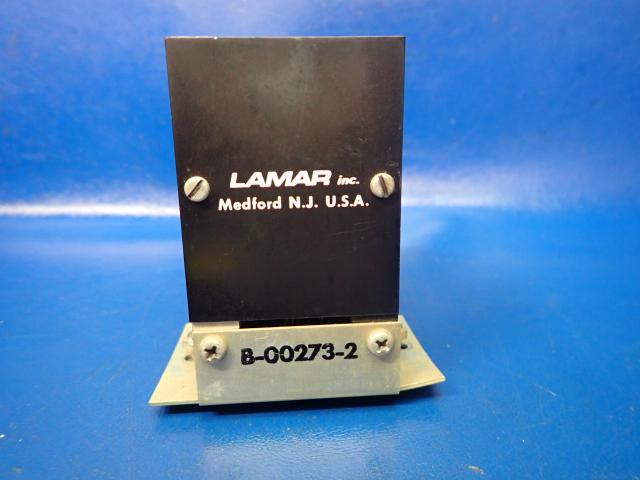 LAMAR inc.
Medford N.J. U.S.A.
B-00273-2